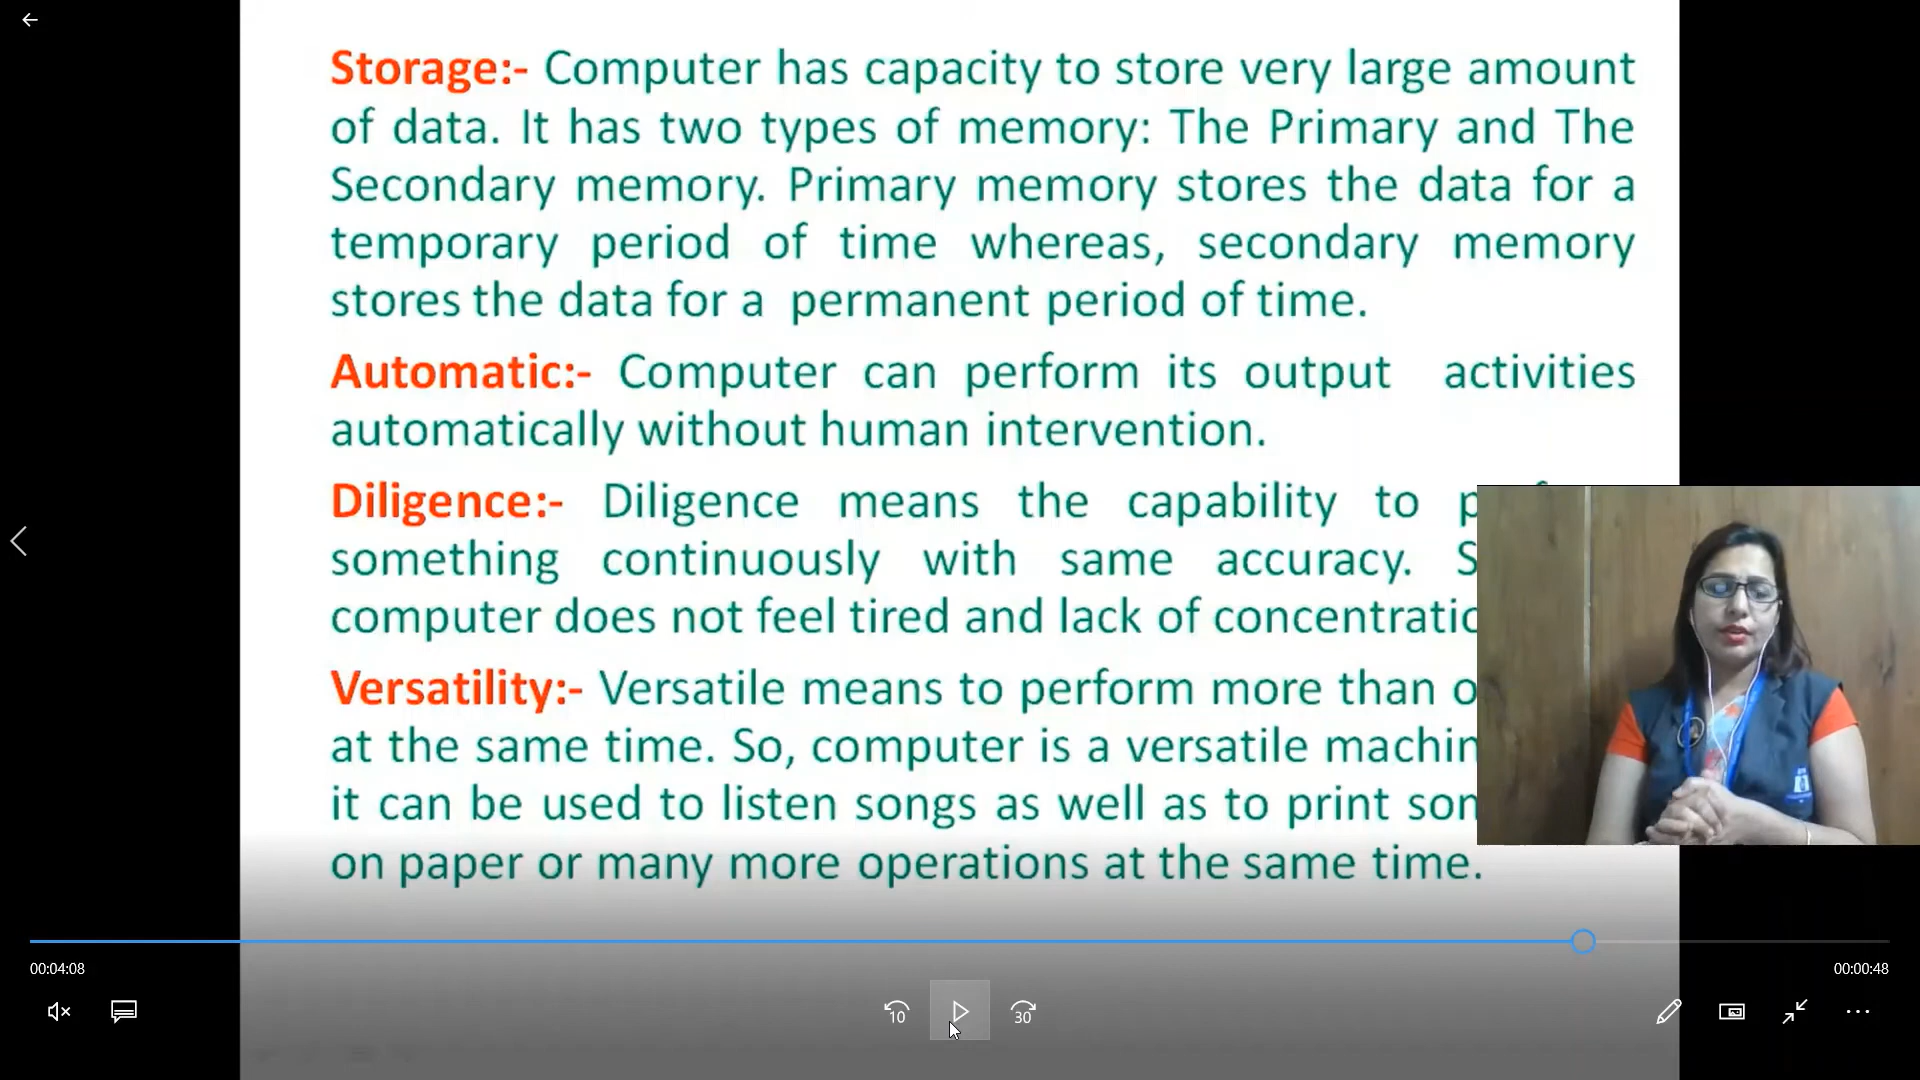 Storage:- Computer has capacity to store very large amount
of data. It has two types of memory: The Primary and The
Secondary memory. Primary memory stores the data for a
temporary period of time whereas, secondary memory
stores the data for a permanent period of time.
Automatic:- Computer can perform its output activities
automatically without human intervention.
Diligence:- Diligence means the capability to
something continuously with same accuracy.
computer does not feel tired and lack of
Versatility:- Versatile means to perform more than
at the same time. So, computer is a versatile
it can be used to listen songs as well as to print
on paper or many more operations at the same time.
00:04:08
00:00:48
10
30